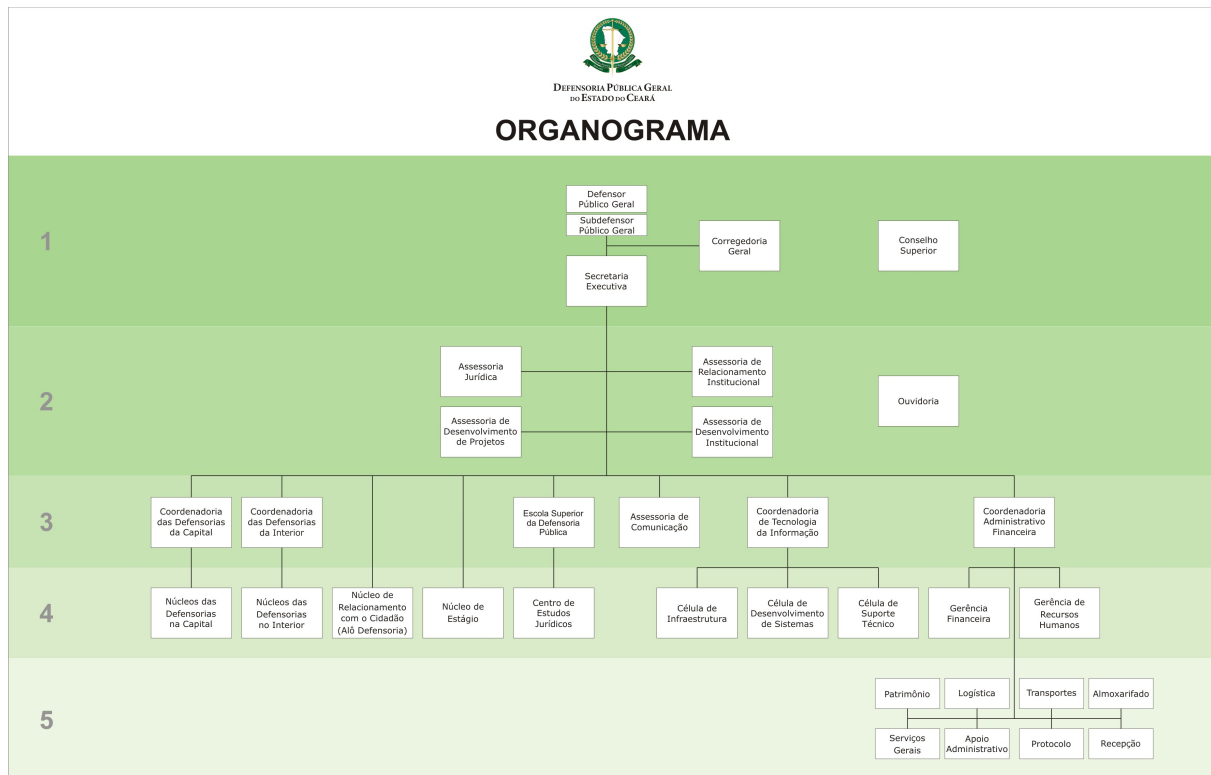 DEFENSORIA PÚBLICA GERAL
DO ESTADO DO CEARÁ
ORGANOGRAMA
1
Defensor
Público Geral
Subdefensor
Público Geral
Corregedoria
Geral
Conselho
Superior
Secretaria
Executiva
2
Assessoria
Jurídica
Assessoria de
Relacionamento
Institucional
Ouvidoria
Assessoria de
Desenvolvimento
de Projetos
Assessoria de
Desenvolvimento
Institucional
3
Coordenadoria
das Defensorias
da Capital
Coordenadoria
das Defensorias
da Interior
Escola Superior
da Defensoria
Pública
Assessoria de
Comunicação
Coordenadoria
de Tecnologia
da Informação
Coordenadoria
Administrativo
Financeira
4
Núcleos das
Defensorias
na Capital
Núcleos das
Defensorias
no Interior
Núcleo de
Relacionamento
com o Cidadão
(Alô Defensoria)
Núcleo de
Estágio
Centro de
Estudos
Jurídicos
Célula de
Infraestrutura
Célula de
Desenvolvimento
de Sistemas
Célula de
Suporte
Técnico
Gerência
Financeira
Gerência de
Recursos
Humanos
5
Patrimônio
Logística
Transportes
Almoxarifado
Serviços
Gerais
Apoio
Administrativo
Protocolo
Recepção